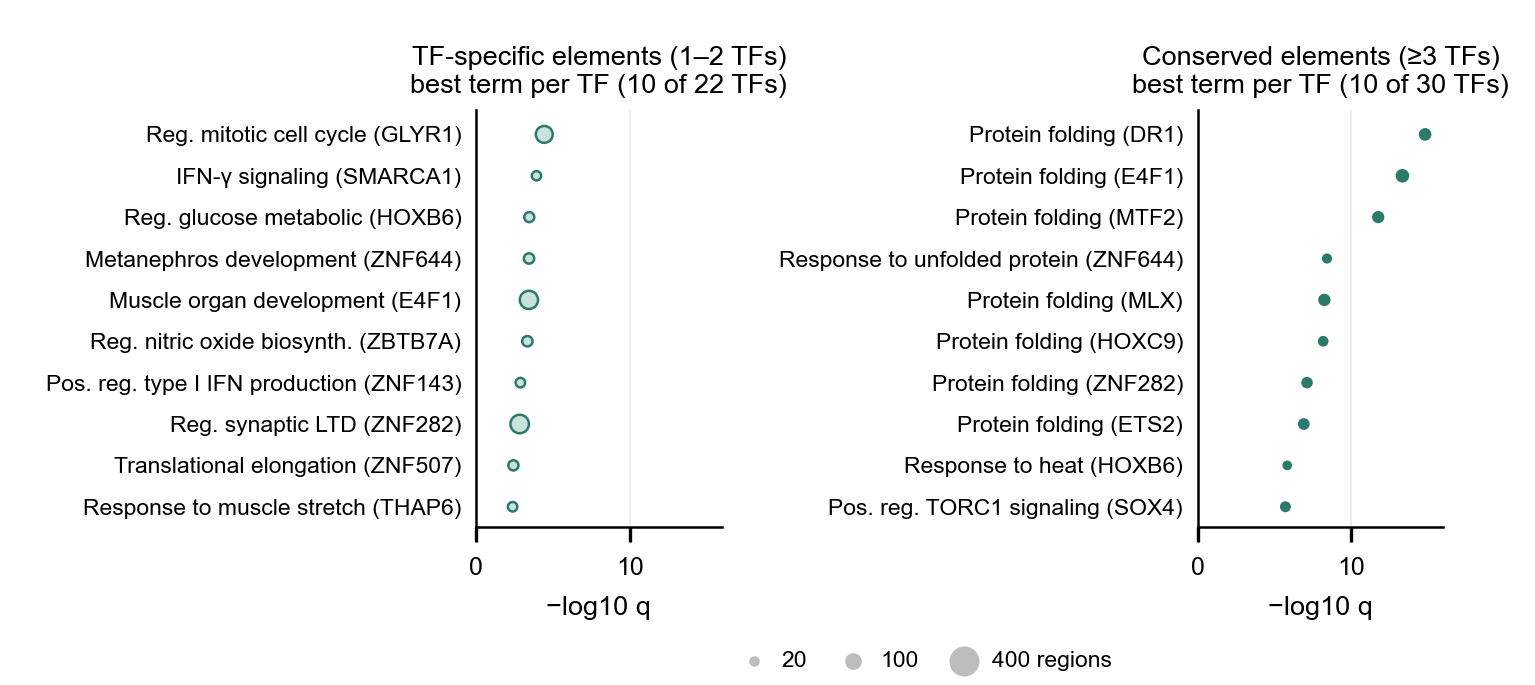 TF-specific elements (1–2 TFs)
best term per TF (10 of 22 TFs)
Reg. mitotic cell cycle (GLYR1)
IFN-γ signaling (SMARCA1)
Reg. glucose metabolic (HOXB6)
Metanephros development (ZNF644)
Muscle organ development (E4F1)
Reg. nitric oxide biosynth. (ZBTB7A)
Pos. reg. type I IFN production (ZNF143)
Reg. synaptic LTD (ZNF282)
Translational elongation (ZNF507)
Response to muscle stretch (THAP6)
0 10
−log10 q
Conserved elements (≥3 TFs)
best term per TF (10 of 30 TFs)
Protein folding (DR1)
Protein folding (E4F1)
Protein folding (MTF2)
Response to unfolded protein (ZNF644)
Protein folding (MLX)
Protein folding (HOXC9)
Protein folding (ZNF282)
Protein folding (ETS2)
Response to heat (HOXB6)
Pos. reg. TORC1 signaling (SOX4)
0 10
−log10 q
20 100 400 regions